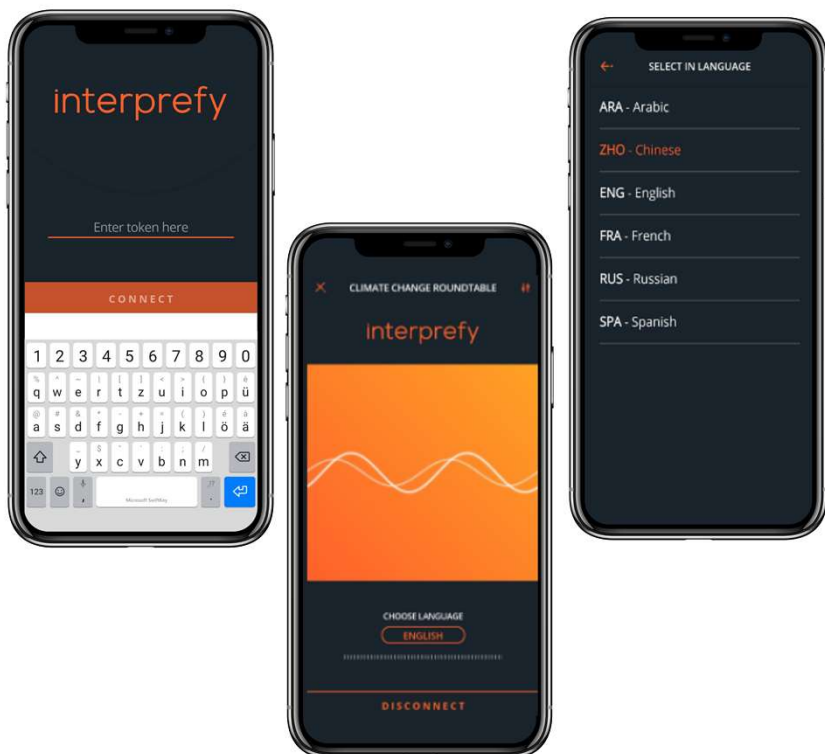 interprefy
Enter token here
CONNECT
1 2 3 4 5 6 7 8 9 0
q w e r t z u i o p ü
a s d f g h j k l ö ä
y x c v b n m
123 , .
Microsoft SwiftKey
CLIMATE CHANGE ROUNDTABLE
interprefy
CHOOSE LANGUAGE
ENGLISH
DISCONNECT
SELECT IN LANGUAGE
ARA - Arabic
ZHO - Chinese
ENG - English
FRA - French
RUS - Russian
SPA - Spanish